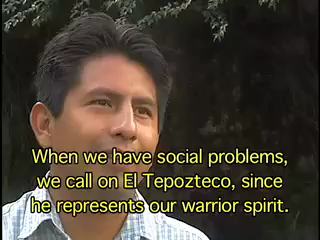 When we have social problems,
we call on El Tepozteco, since
he represents our warrior spirit.